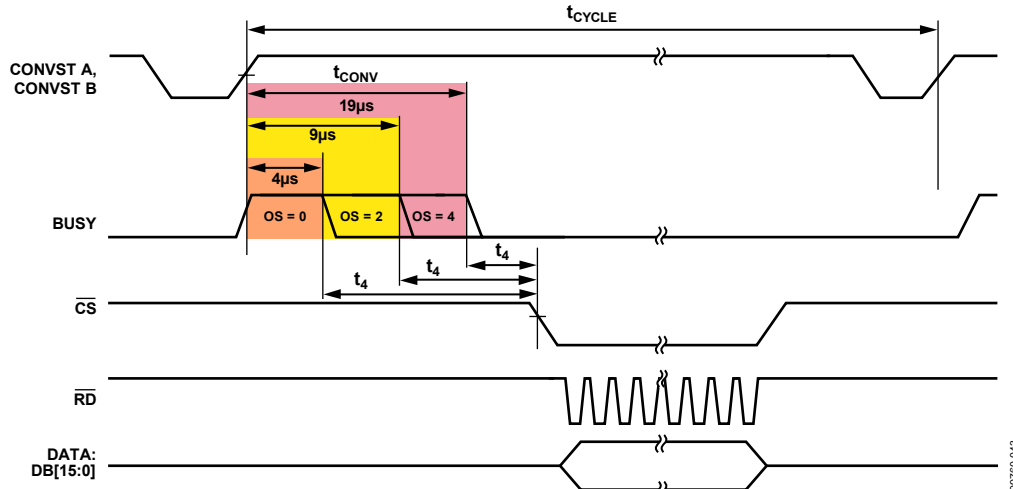 tCYCLE
CONVST A,
CONVST B
tCONV
19µs
9µs
4µs
BUSY
OS = 0
OS = 2
OS = 4
t4
t4
t4
CS
RD
DATA:
DB[15:0]